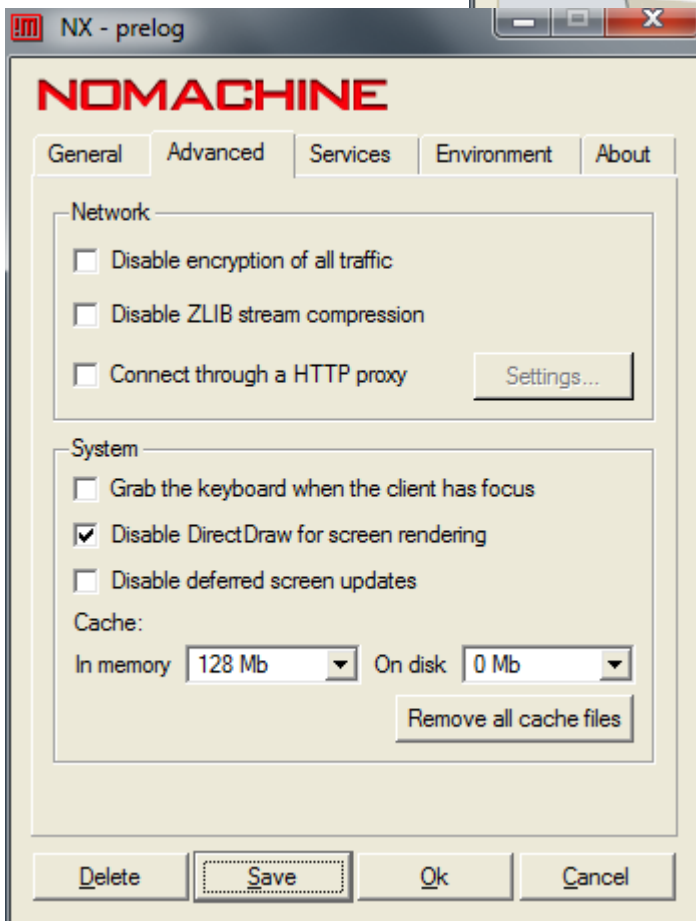 !M NX - prelog
NOMACHINE
General Advanced Services Environment About
Network
Disable encryption of all traffic
Disable ZLIB stream compression
Connect through a HTTP proxy Settings...
System
Grab the keyboard when the client has focus
Disable DirectDraw for screen rendering
Disable deferred screen updates
Cache:
In memory 128 Mb On disk 0 Mb
Remove all cache files
Delete Save Ok Cancel